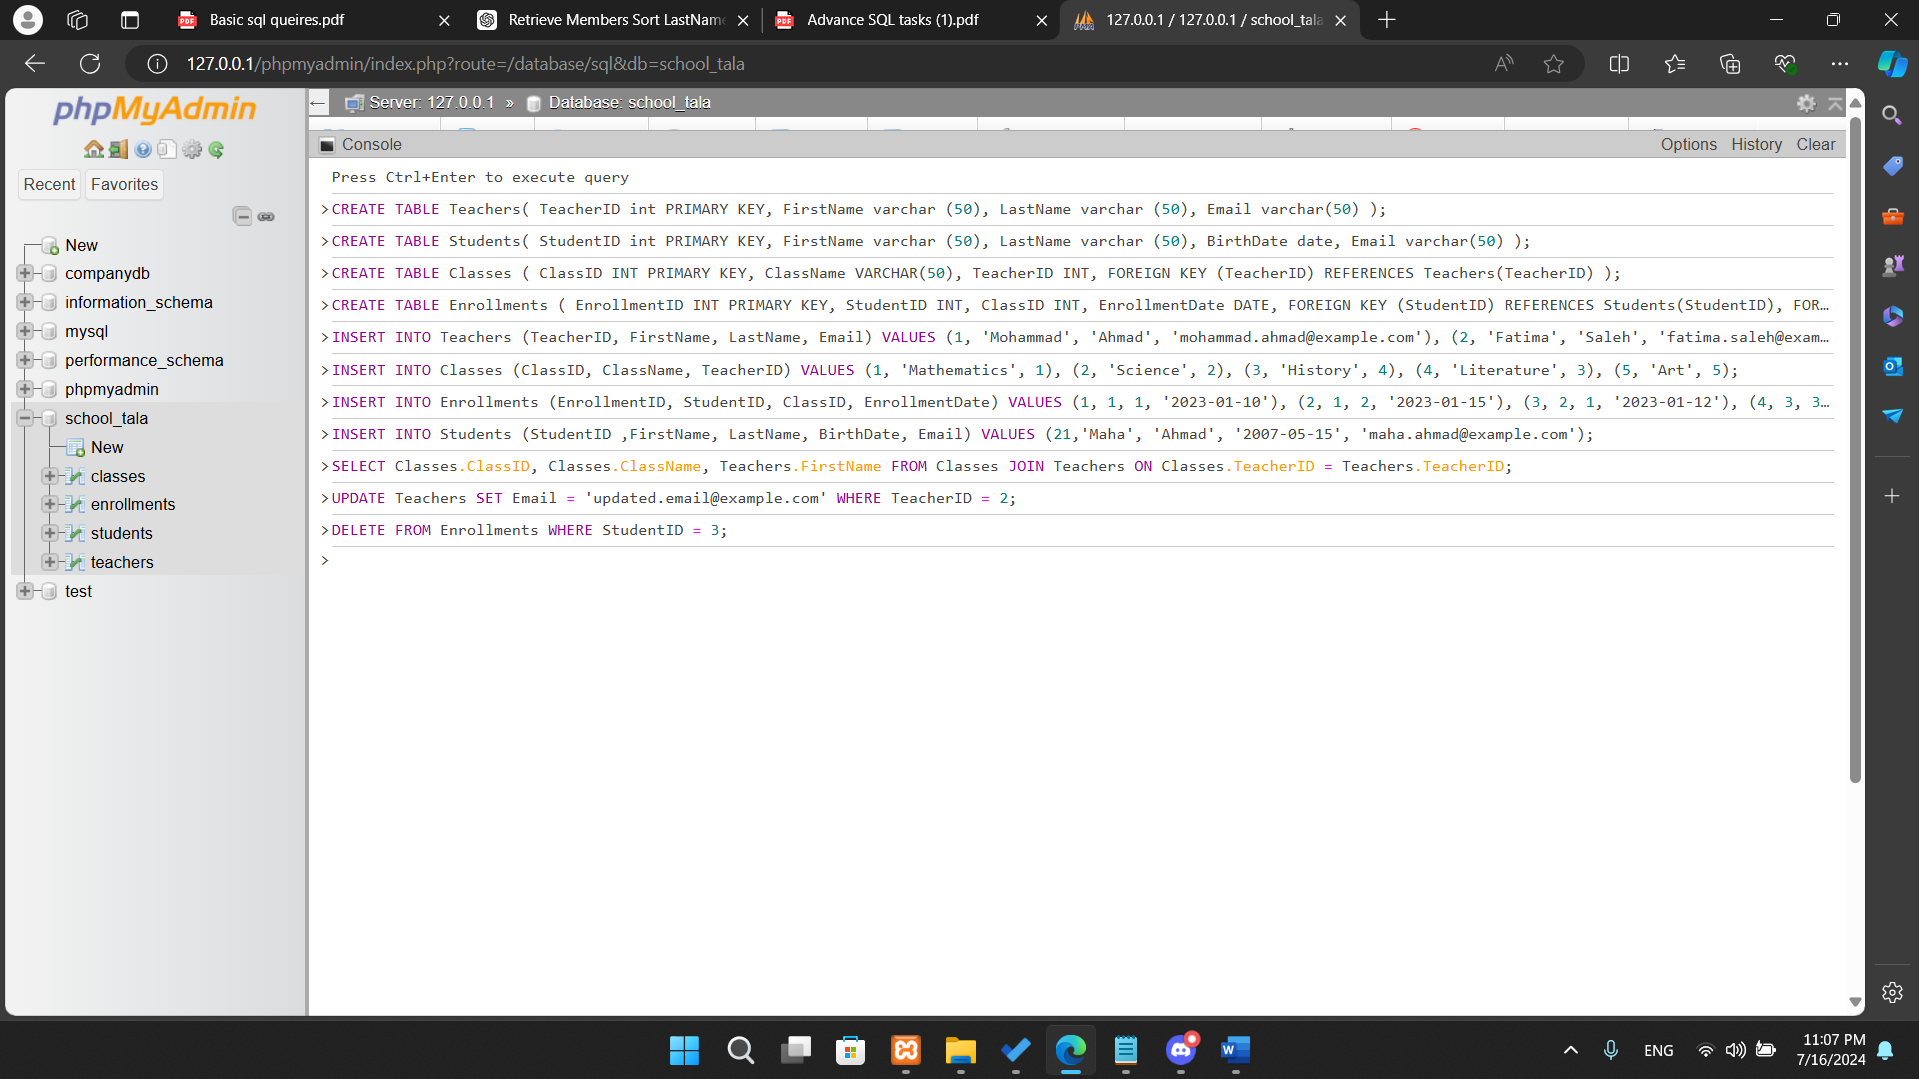 Basic sql queires.pdf
Retrieve Members Sort LastName
Advance SQL tasks (1).pdf
127.0.0.1 / 127.0.0.1 / school_tala
127.0.0.1/phpmyadmin/index.php?route=/database/sql&db=school_tala
phpMyAdmin
Recent Favorites
New
companydb
information_schema
mysql
performance_schema
phpmyadmin
school_tala
New
classes
enrollments
students
teachers
test
Server: 127.0.0.1 » Database: school_tala
Console Options History Clear
Press Ctrl+Enter to execute query
>CREATE TABLE Teachers( TeacherID int PRIMARY KEY, FirstName varchar (50), LastName varchar (50), Email varchar(50) );
>CREATE TABLE Students( StudentID int PRIMARY KEY, FirstName varchar (50), LastName varchar (50), BirthDate date, Email varchar(50) );
>CREATE TABLE Classes ( ClassID INT PRIMARY KEY, ClassName VARCHAR(50), TeacherID INT, FOREIGN KEY (TeacherID) REFERENCES Teachers(TeacherID) );
>CREATE TABLE Enrollments ( EnrollmentID INT PRIMARY KEY, StudentID INT, ClassID INT, EnrollmentDate DATE, FOREIGN KEY (StudentID) REFERENCES Students(StudentID), FOR…
>INSERT INTO Teachers (TeacherID, FirstName, LastName, Email) VALUES (1, 'Mohammad', 'Ahmad', 'mohammad.ahmad@example.com'), (2, 'Fatima', 'Saleh', 'fatima.saleh@exam…
>INSERT INTO Classes (ClassID, ClassName, TeacherID) VALUES (1, 'Mathematics', 1), (2, 'Science', 2), (3, 'History', 4), (4, 'Literature', 3), (5, 'Art', 5);
>INSERT INTO Enrollments (EnrollmentID, StudentID, ClassID, EnrollmentDate) VALUES (1, 1, 1, '2023-01-10'), (2, 1, 2, '2023-01-15'), (3, 2, 1, '2023-01-12'), (4, 3, 3…
>INSERT INTO Students (StudentID ,FirstName, LastName, BirthDate, Email) VALUES (21,'Maha', 'Ahmad', '2007-05-15', 'maha.ahmad@example.com');
>SELECT Classes.ClassID, Classes.ClassName, Teachers.FirstName FROM Classes JOIN Teachers ON Classes.TeacherID = Teachers.TeacherID;
>UPDATE Teachers SET Email = 'updated.email@example.com' WHERE TeacherID = 2;
>DELETE FROM Enrollments WHERE StudentID = 3;
>
ENG
11:07 PM
7/16/2024